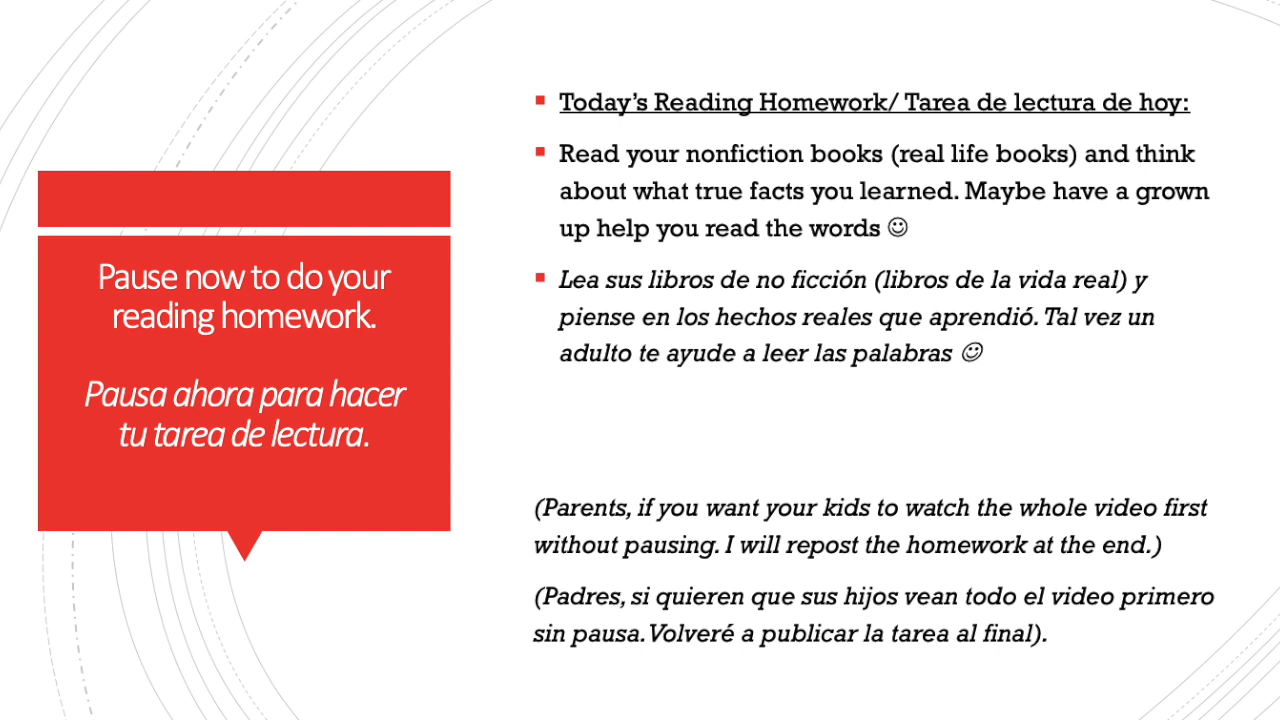 Pause now to do your
reading homework.
Pausa ahora para hacer
tu tarea de lectura.
Today's Reading Homework/ Tarea de lectura de hoy:
Read your nonfiction books (real life books) and think
about what true facts you learned. Maybe have a grown
up help you read the words ☺
Lea sus libros de no ficción (libros de la vida real) y
piense en los hechos reales que aprendió. Tal vez un
adulto te ayude a leer las palabras ☺
(Parents, if you want your kids to watch the whole video first
without pausing. I will repost the homework at the end.)
(Padres, si quieren que sus hijos vean todo el video primero
sin pausa. Volveré a publicar la tarea al final).